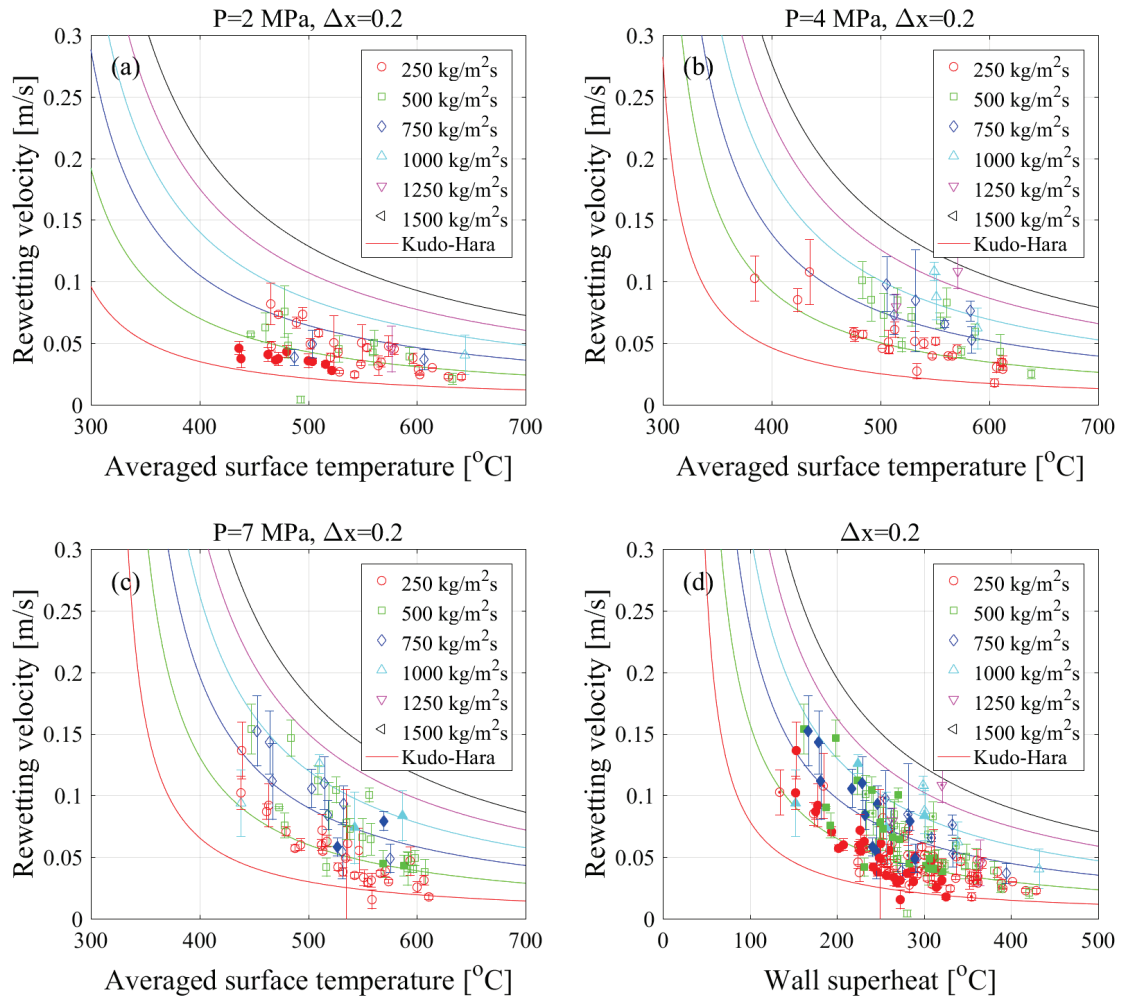 P=2 MPa, Δx=0.2
Rewetting velocity [m/s]
0.3
0.25
0.2
0.15
0.1
0.05
0
(a)
250 kg/m²s
500 kg/m²s
750 kg/m²s
1000 kg/m²s
1250 kg/m²s
1500 kg/m²s
Kudo-Hara
300 400 500 600 700
Averaged surface temperature [°C]
P=4 MPa, Δx=0.2
Rewetting velocity [m/s]
0.3
0.25
0.2
0.15
0.1
0.05
0
(b)
250 kg/m²s
500 kg/m²s
750 kg/m²s
1000 kg/m²s
1250 kg/m²s
1500 kg/m²s
Kudo-Hara
300 400 500 600 700
Averaged surface temperature [°C]
P=7 MPa, Δx=0.2
Rewetting velocity [m/s]
0.3
0.25
0.2
0.15
0.1
0.05
0
(c)
250 kg/m²s
500 kg/m²s
750 kg/m²s
1000 kg/m²s
1250 kg/m²s
1500 kg/m²s
Kudo-Hara
300 400 500 600 700
Averaged surface temperature [°C]
Δx=0.2
Rewetting velocity [m/s]
0.3
0.25
0.2
0.15
0.1
0.05
0
(d)
250 kg/m²s
500 kg/m²s
750 kg/m²s
1000 kg/m²s
1250 kg/m²s
1500 kg/m²s
Kudo-Hara
0 100 200 300 400 500
Wall superheat [°C]